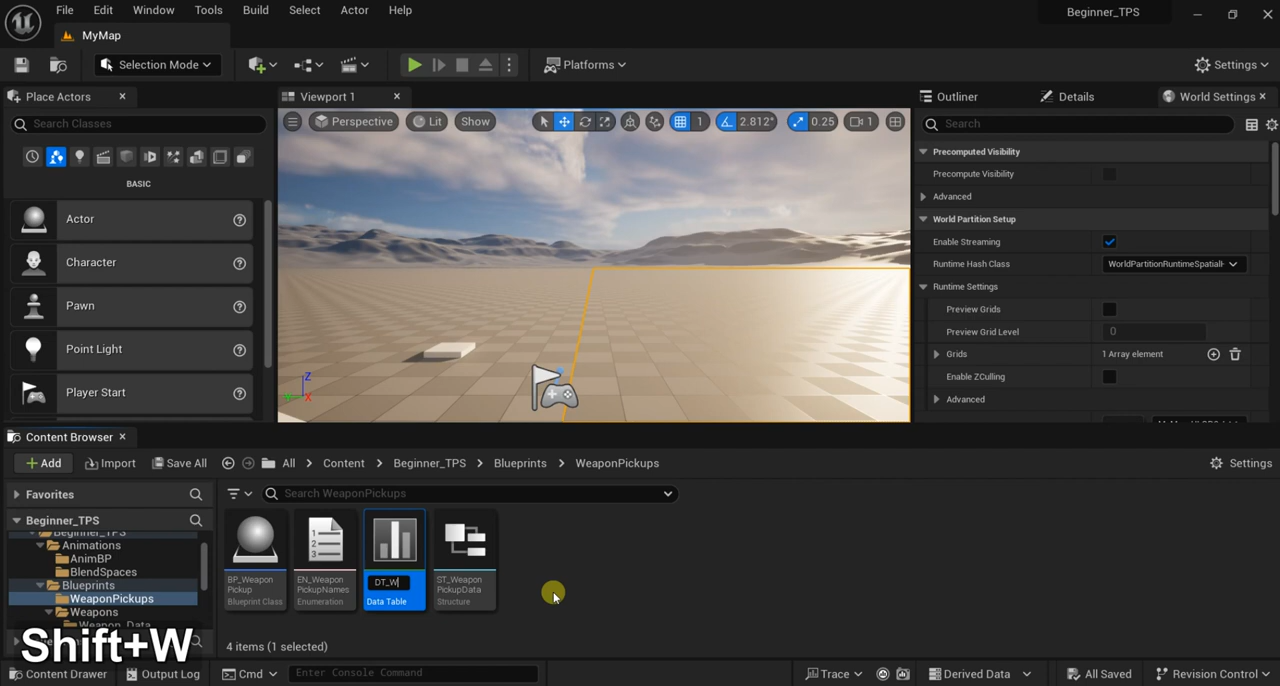 File Edit Window Tools Build Select Actor Help
Beginner_TPS
MyMap
Selection Mode
Platforms
Settings
Place Actors
Search Classes
BASIC
Actor
Character
Pawn
Point Light
Player Start
Viewport 1
Perspective Lit Show
1 2.812° 0.25 1
Z
X
Outliner Details World Settings
Search
Precomputed Visibility
Precompute Visibility
Advanced
World Partition Setup
Enable Streaming
Runtime Hash Class WorldPartitionRuntimeSpatialH
Runtime Settings
Preview Grids
Preview Grid Level 0
Grids 1 Array element
Enable ZCulling
Advanced
Content Browser
Add Import Save All All Content Beginner_TPS Blueprints WeaponPickups Settings
Favorites
Search WeaponPickups
Beginner_TPS
Beginner_TPS
Animations
AnimBP
BlendSpaces
Blueprints
WeaponPickups
Weapons
Weapon_Data
BP_Weapon
Pickup
Blueprint Class
EN_Weapon
PickupNames
Enumeration
DT_W
Data Table
ST_Weapon
PickupData
Structure
4 items (1 selected)
Shift+W
Content Drawer Output Log Cmd Enter Console Command Trace Derived Data All Saved Revision Control